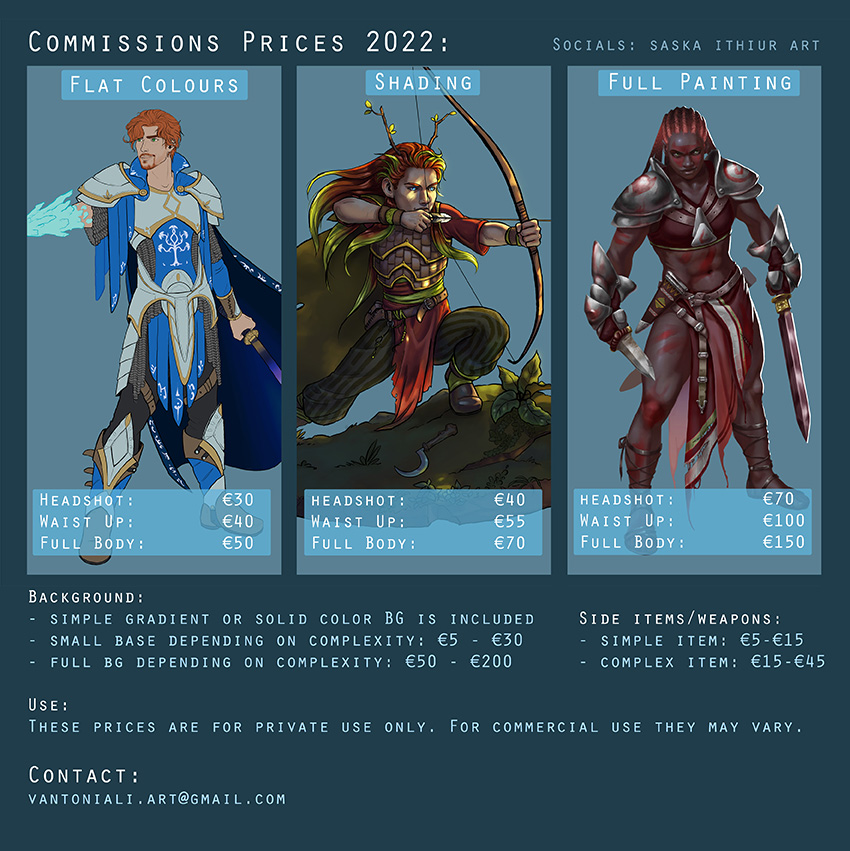 Commissions Prices 2022:
Socials: saska ithiur art
Flat Colours
Headshot: €30
Waist Up: €40
Full Body: €50
Shading
headshot: €40
Waist Up: €55
Full Body: €70
Full Painting
headshot: €70
Waist Up: €100
Full Body: €150
Background:
- simple gradient or solid color BG is included
- small base depending on complexity: €5 - €30
- full bg depending on complexity: €50 - €200
Side items/weapons:
- simple item: €5-€15
- complex item: €15-€45
Use:
These prices are for private use only. For commercial use they may vary.
Contact:
vantoniali.art@gmail.com